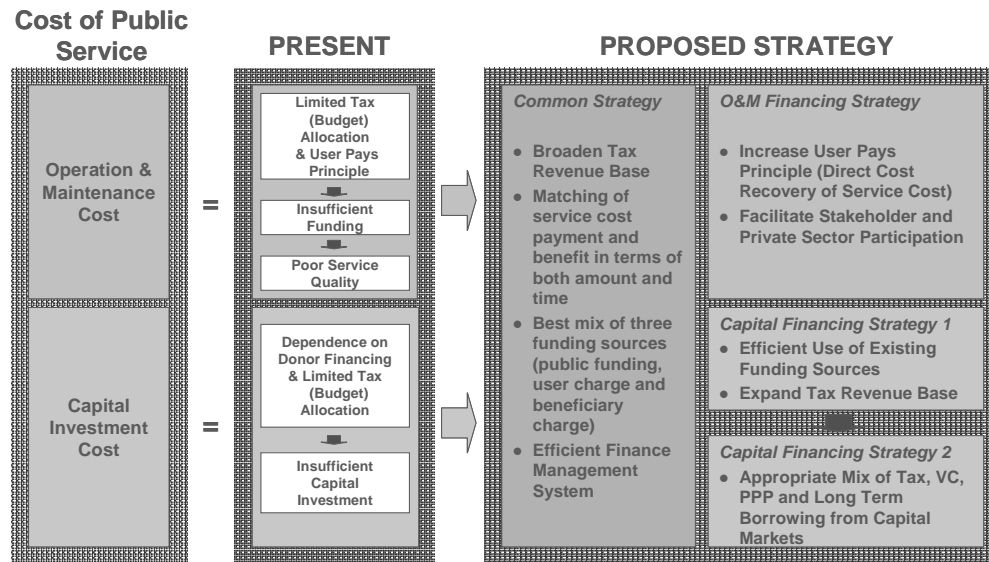 Cost of Public
Service
PRESENT
PROPOSED STRATEGY
Operation &
Maintenance
Cost
=
Limited Tax
(Budget)
Allocation
& User Pays
Principle
Insufficient
Funding
Poor Service
Quality
Capital
Investment
Cost
=
Dependence on
Donor Financing
& Limited Tax
(Budget)
Allocation
Insufficient
Capital
Investment
Common Strategy
● Broaden Tax
Revenue Base
● Matching of
service cost
payment and
benefit in terms of
both amount and
time
● Best mix of three
funding sources
(public funding,
user charge and
beneficiary
charge)
● Efficient Finance
Management
System
O&M Financing Strategy
● Increase User Pays
Principle (Direct Cost
Recovery of Service Cost)
● Facilitate Stakeholder and
Private Sector Participation
Capital Financing Strategy 1
● Efficient Use of Existing
Funding Sources
● Expand Tax Revenue Base
Capital Financing Strategy 2
● Appropriate Mix of Tax, VC,
PPP and Long Term
Borrowing from Capital
Markets